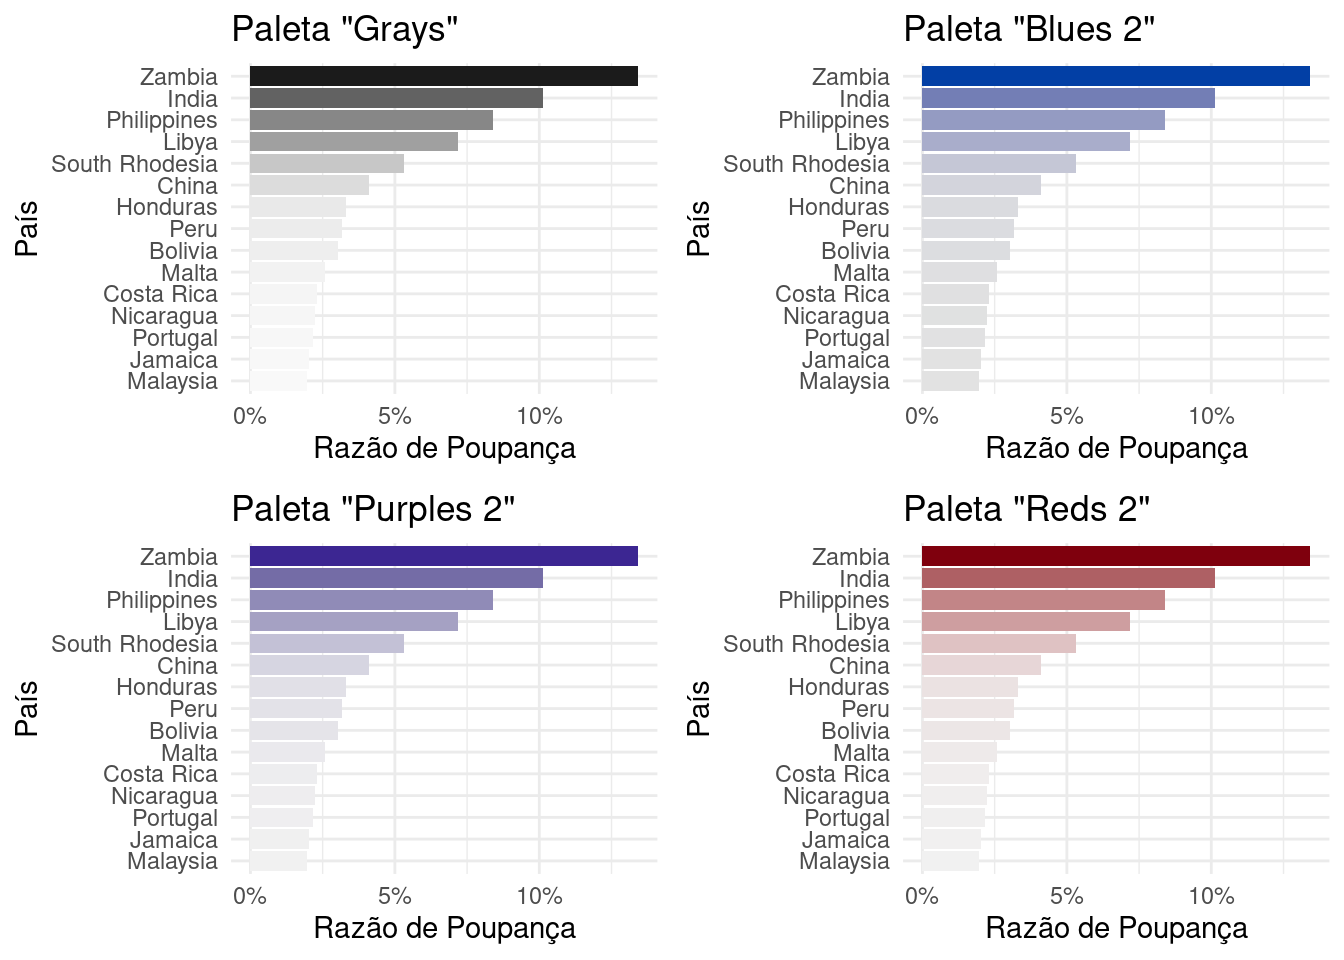 Paleta "Grays"
Zambia
India
Philippines
Libya
South Rhodesia
China
Honduras
Peru
Bolivia
Malta
Costa Rica
Nicaragua
Portugal
Jamaica
Malaysia
País
0% 5% 10%
Razão de Poupança
Paleta "Blues 2"
Zambia
India
Philippines
Libya
South Rhodesia
China
Honduras
Peru
Bolivia
Malta
Costa Rica
Nicaragua
Portugal
Jamaica
Malaysia
País
0% 5% 10%
Razão de Poupança
Paleta "Purples 2"
Zambia
India
Philippines
Libya
South Rhodesia
China
Honduras
Peru
Bolivia
Malta
Costa Rica
Nicaragua
Portugal
Jamaica
Malaysia
País
0% 5% 10%
Razão de Poupança
Paleta "Reds 2"
Zambia
India
Philippines
Libya
South Rhodesia
China
Honduras
Peru
Bolivia
Malta
Costa Rica
Nicaragua
Portugal
Jamaica
Malaysia
País
0% 5% 10%
Razão de Poupança